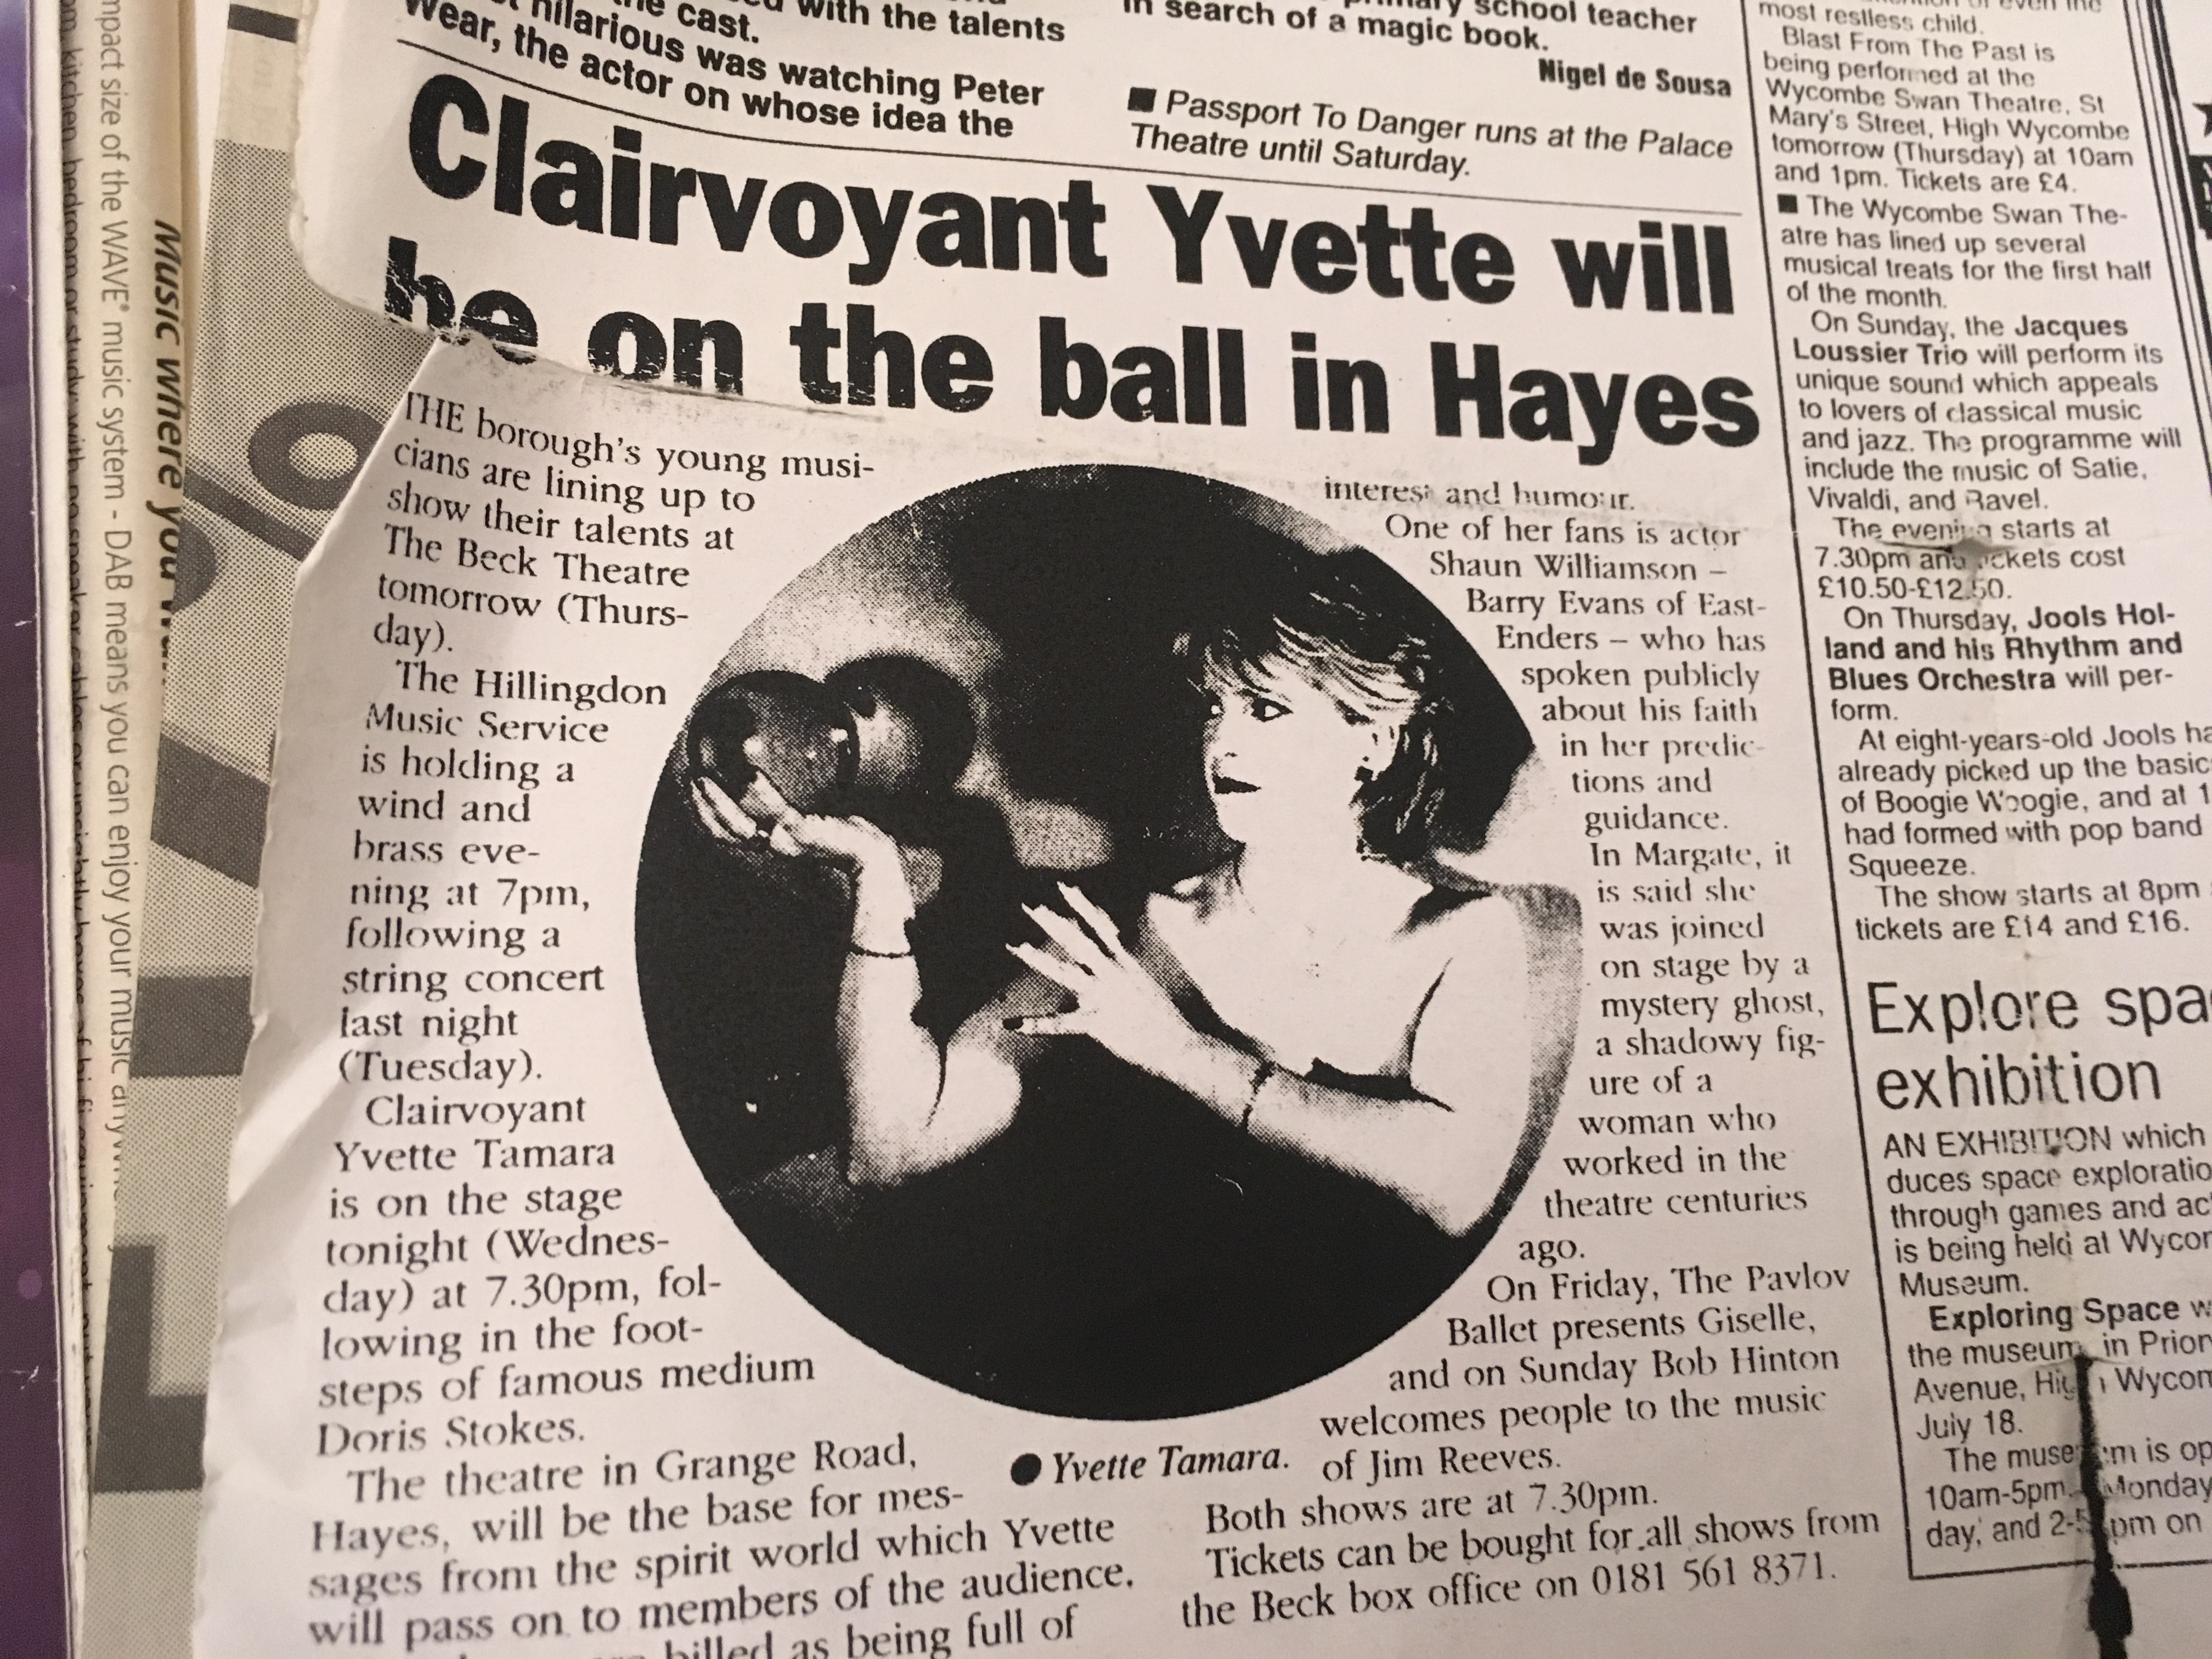 mpact size of the WAVE® music system - DAB means you can enjoy your music
Music where you
he cast.
with the talents
hilarious was watching Peter
Wear, the actor on whose idea the
in search of a magic book.
school teacher
Nigel de Sousa
■ Passport To Danger runs at the Palace
Theatre until Saturday.
Clairvoyant Yvette will
be on the ball in Hayes
THE borough's young musi-
cians are lining up to
show their talents at
The Beck Theatre
tomorrow (Thurs-
day).
The Hillingdon
Music Service
is holding a
wind and
brass eve-
ning at 7pm,
following a
string concert
last night
(Tuesday).
Clairvoyant
Yvette Tamara
is on the stage
tonight (Wednes-
day) at 7.30pm, fol-
lowing in the foot-
steps of famous medium
Doris Stokes.
The theatre in Grange Road,
Hayes, will be the base for mes-
sages from the spirit world which Yvette
will pass on to members of the audience.
billed as being full of
● Yvette Tamara.
interest and humour.
One of her fans is actor
Shaun Williamson –
Barry Evans of East-
Enders – who has
spoken publicly
about his faith
in her predic-
tions and
guidance.
In Margate, it
is said she
was joined
on stage by a
mystery ghost,
a shadowy fig-
ure of a
woman who
worked in the
theatre centuries
ago.
On Friday, The Pavlov
Ballet presents Giselle,
and on Sunday Bob Hinton
welcomes people to the music
of Jim Reeves.
Both shows are at 7.30pm.
Tickets can be bought for all shows from
the Beck box office on 0181 561 8371.
most restless child.
Blast From The Past is
being performed at the
Wycombe Swan Theatre, St
Mary's Street, High Wycombe
tomorrow (Thursday) at 10am
and 1pm. Tickets are £4.
■ The Wycombe Swan The-
atre has lined up several
musical treats for the first half
of the month.
On Sunday, the Jacques
Loussier Trio will perform its
unique sound which appeals
to lovers of classical music
and jazz. The programme will
include the music of Satie,
Vivaldi, and Ravel.
The evening starts at
7.30pm and tickets cost
£10.50-£12.50.
On Thursday, Jools Hol-
land and his Rhythm and
Blues Orchestra will per-
form.
At eight-years-old Jools ha
already picked up the basic
of Boogie Woogie, and at 1
had formed with pop band
Squeeze.
The show starts at 8pm
tickets are £14 and £16.
Explore spa
exhibition
AN EXHIBITION which
duces space exploratio
through games and ac
is being held at Wycom
Museum.
Exploring Space w
the museum in Prior
Avenue, High Wycom
July 18.
The museum is op
10am-5pm Monday
day, and 2-5pm on